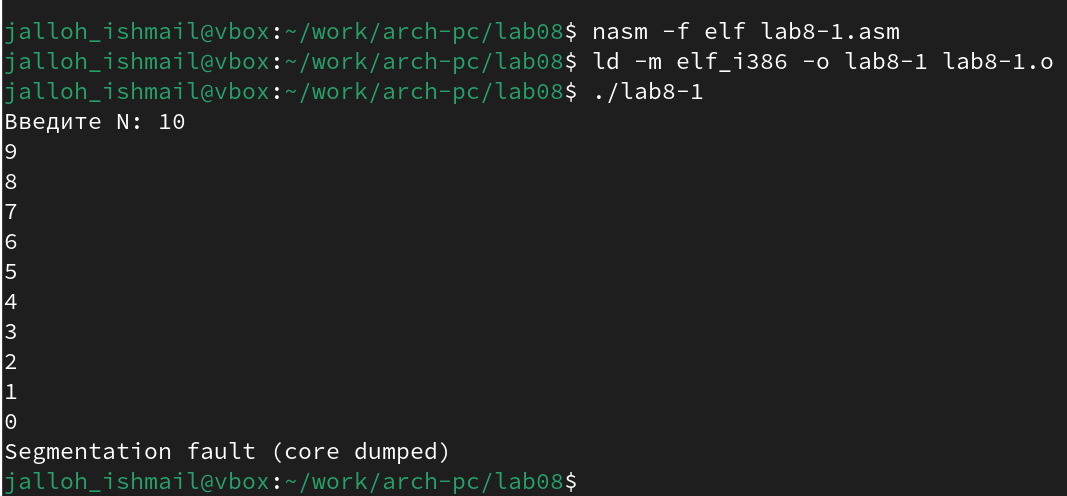 jalloh_ishmail@vbox:~/work/arch-pc/lab08$ nasm -f elf lab8-1.asm
jalloh_ishmail@vbox:~/work/arch-pc/lab08$ ld -m elf_i386 -o lab8-1 lab8-1.o
jalloh_ishmail@vbox:~/work/arch-pc/lab08$ ./lab8-1
Введите N: 10
9
8
7
6
5
4
3
2
1
0
Segmentation fault (core dumped)
jalloh_ishmail@vbox:~/work/arch-pc/lab08$